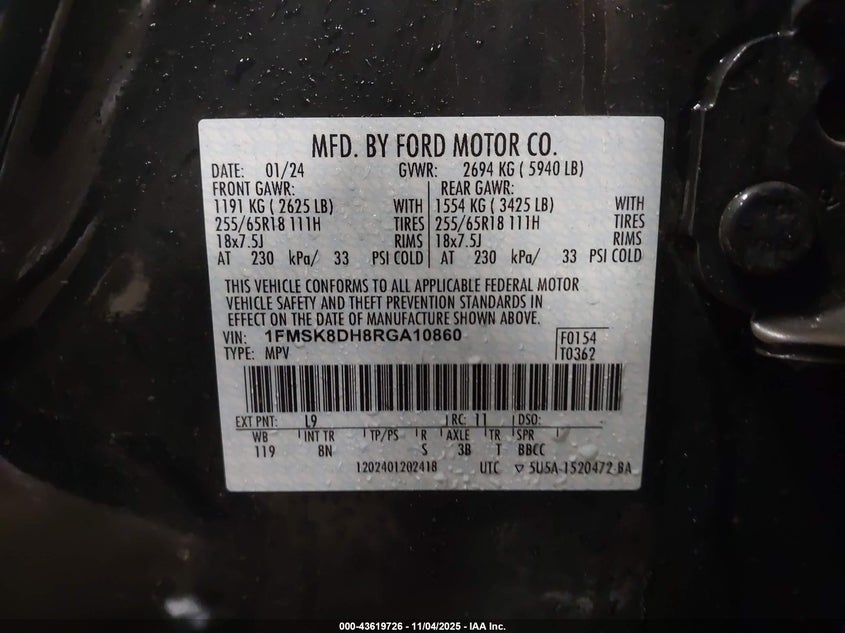 MFD. BY FORD MOTOR CO.
DATE: 01/24 GVWR: 2694 KG ( 5940 LB)
FRONT GAWR: REAR GAWR:
1191 KG ( 2625 LB) WITH 1554 KG ( 3425 LB) WITH
255/65R18 111H TIRES 255/65R18 111H TIRES
18x7.5J RIMS 18x7.5J RIMS
AT 230 kPa/ 33 PSI COLD AT 230 kPa/ 33 PSI COLD
THIS VEHICLE CONFORMS TO ALL APPLICABLE FEDERAL MOTOR
VEHICLE SAFETY AND THEFT PREVENTION STANDARDS IN
EFFECT ON THE DATE OF MANUFACTURE SHOWN ABOVE.
VIN: 1FMSK8DH8RGA10860 F0154
TYPE: MPV T0362
EXT PNT: L9 RC: 11 DSO:
WB INT TR TP/PS R AXLE TR SPR
119 8N S 3B T BBCC
1202401202418 UTC ▽ 5U5A-1520472-BA
000-43619726 - 11/04/2025 - IAA Inc.